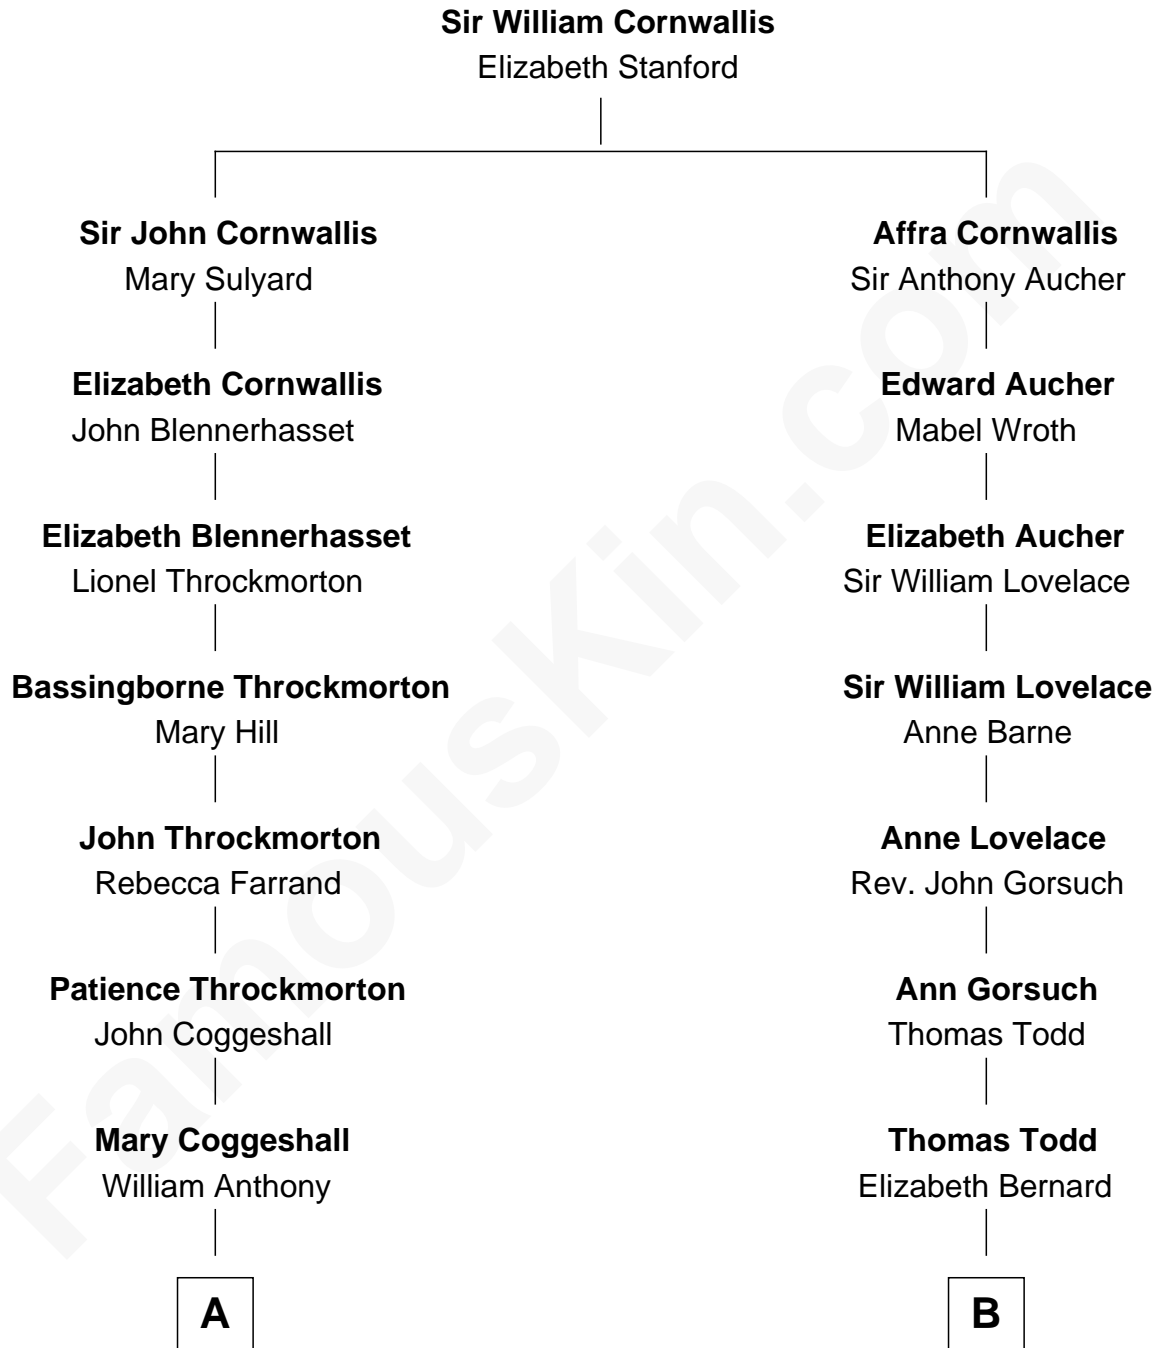 Sir William Cornwallis
Elizabeth Stanford
Sir John Cornwallis
Mary Sulyard
Affra Cornwallis
Sir Anthony Aucher
Elizabeth Cornwallis
John Blennerhasset
Edward Aucher
Mabel Wroth
Elizabeth Blennerhasset
Lionel Throckmorton
Elizabeth Aucher
Sir William Lovelace
Bassingborne Throckmorton
Mary Hill
Sir William Lovelace
Anne Barne
John Throckmorton
Rebecca Farrand
Anne Lovelace
Rev. John Gorsuch
Patience Throckmorton
John Coggeshall
Ann Gorsuch
Thomas Todd
Mary Coggeshall
William Anthony
Thomas Todd
Elizabeth Bernard
A
B
FamousKin.com